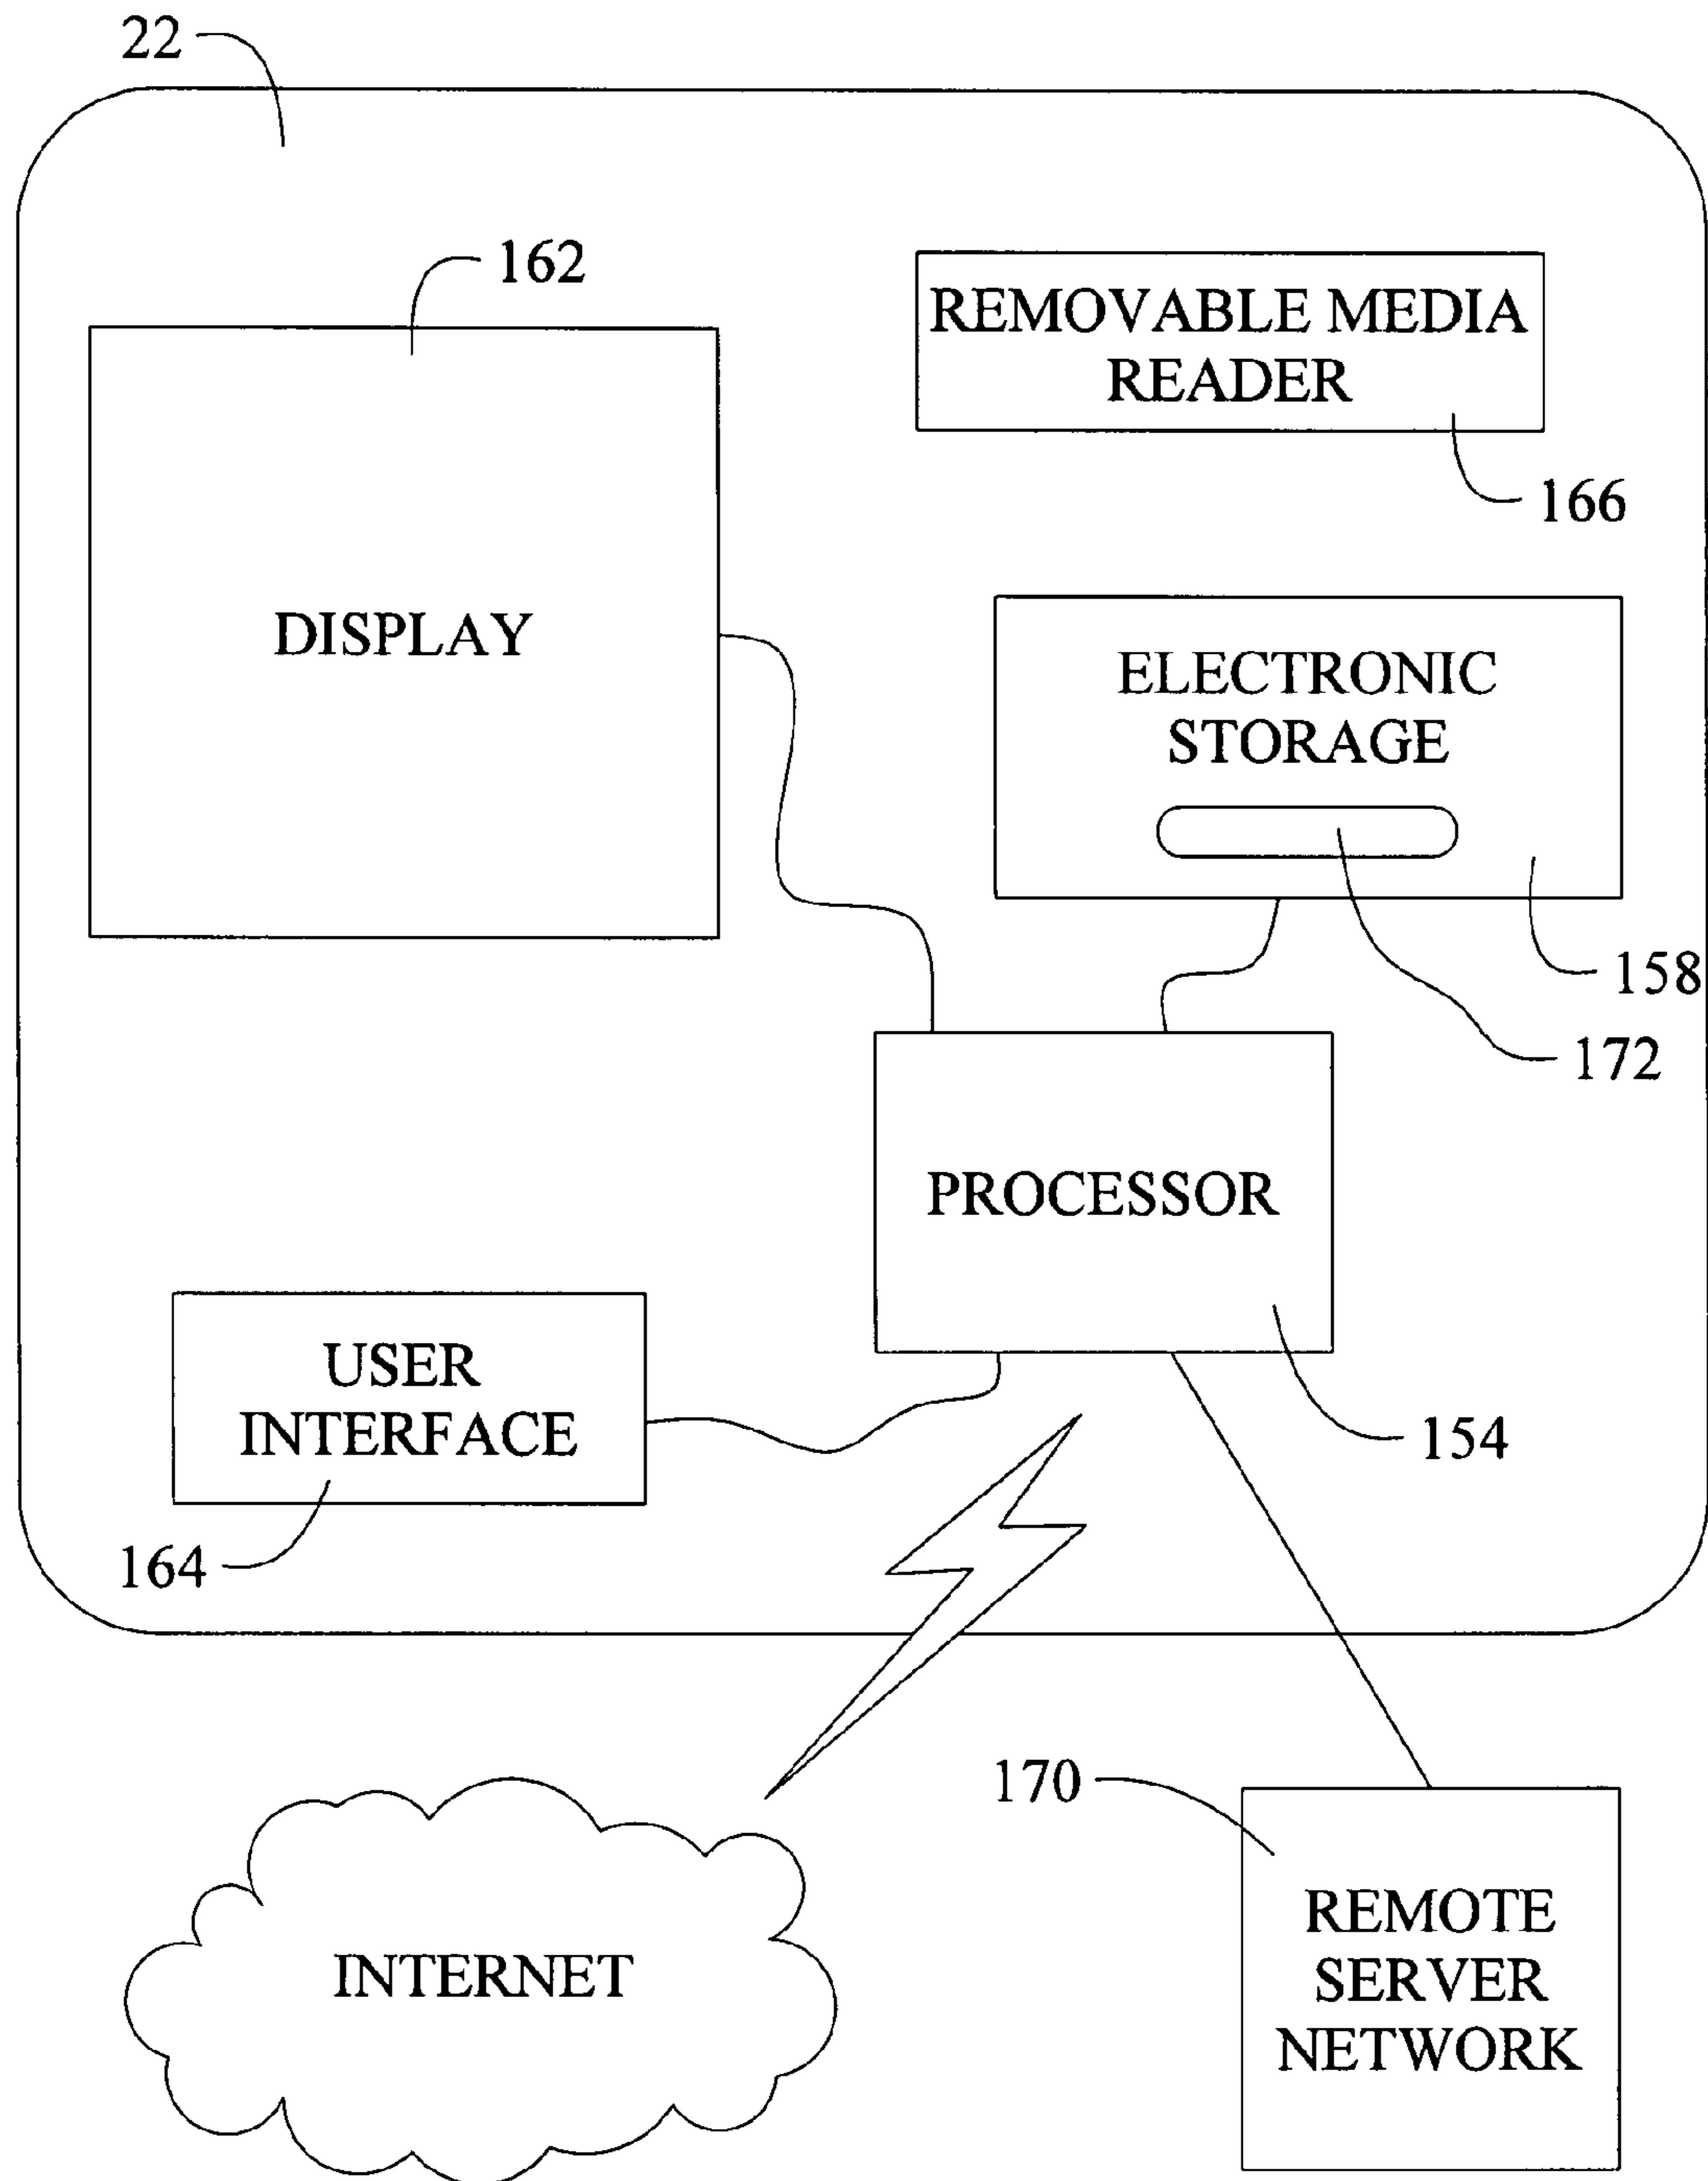 22
162
REMOVABLE MEDIA
READER
166
DISPLAY
ELECTRONIC
STORAGE
158
172
PROCESSOR
154
USER
INTERFACE
164
170
INTERNET
REMOTE
SERVER
NETWORK